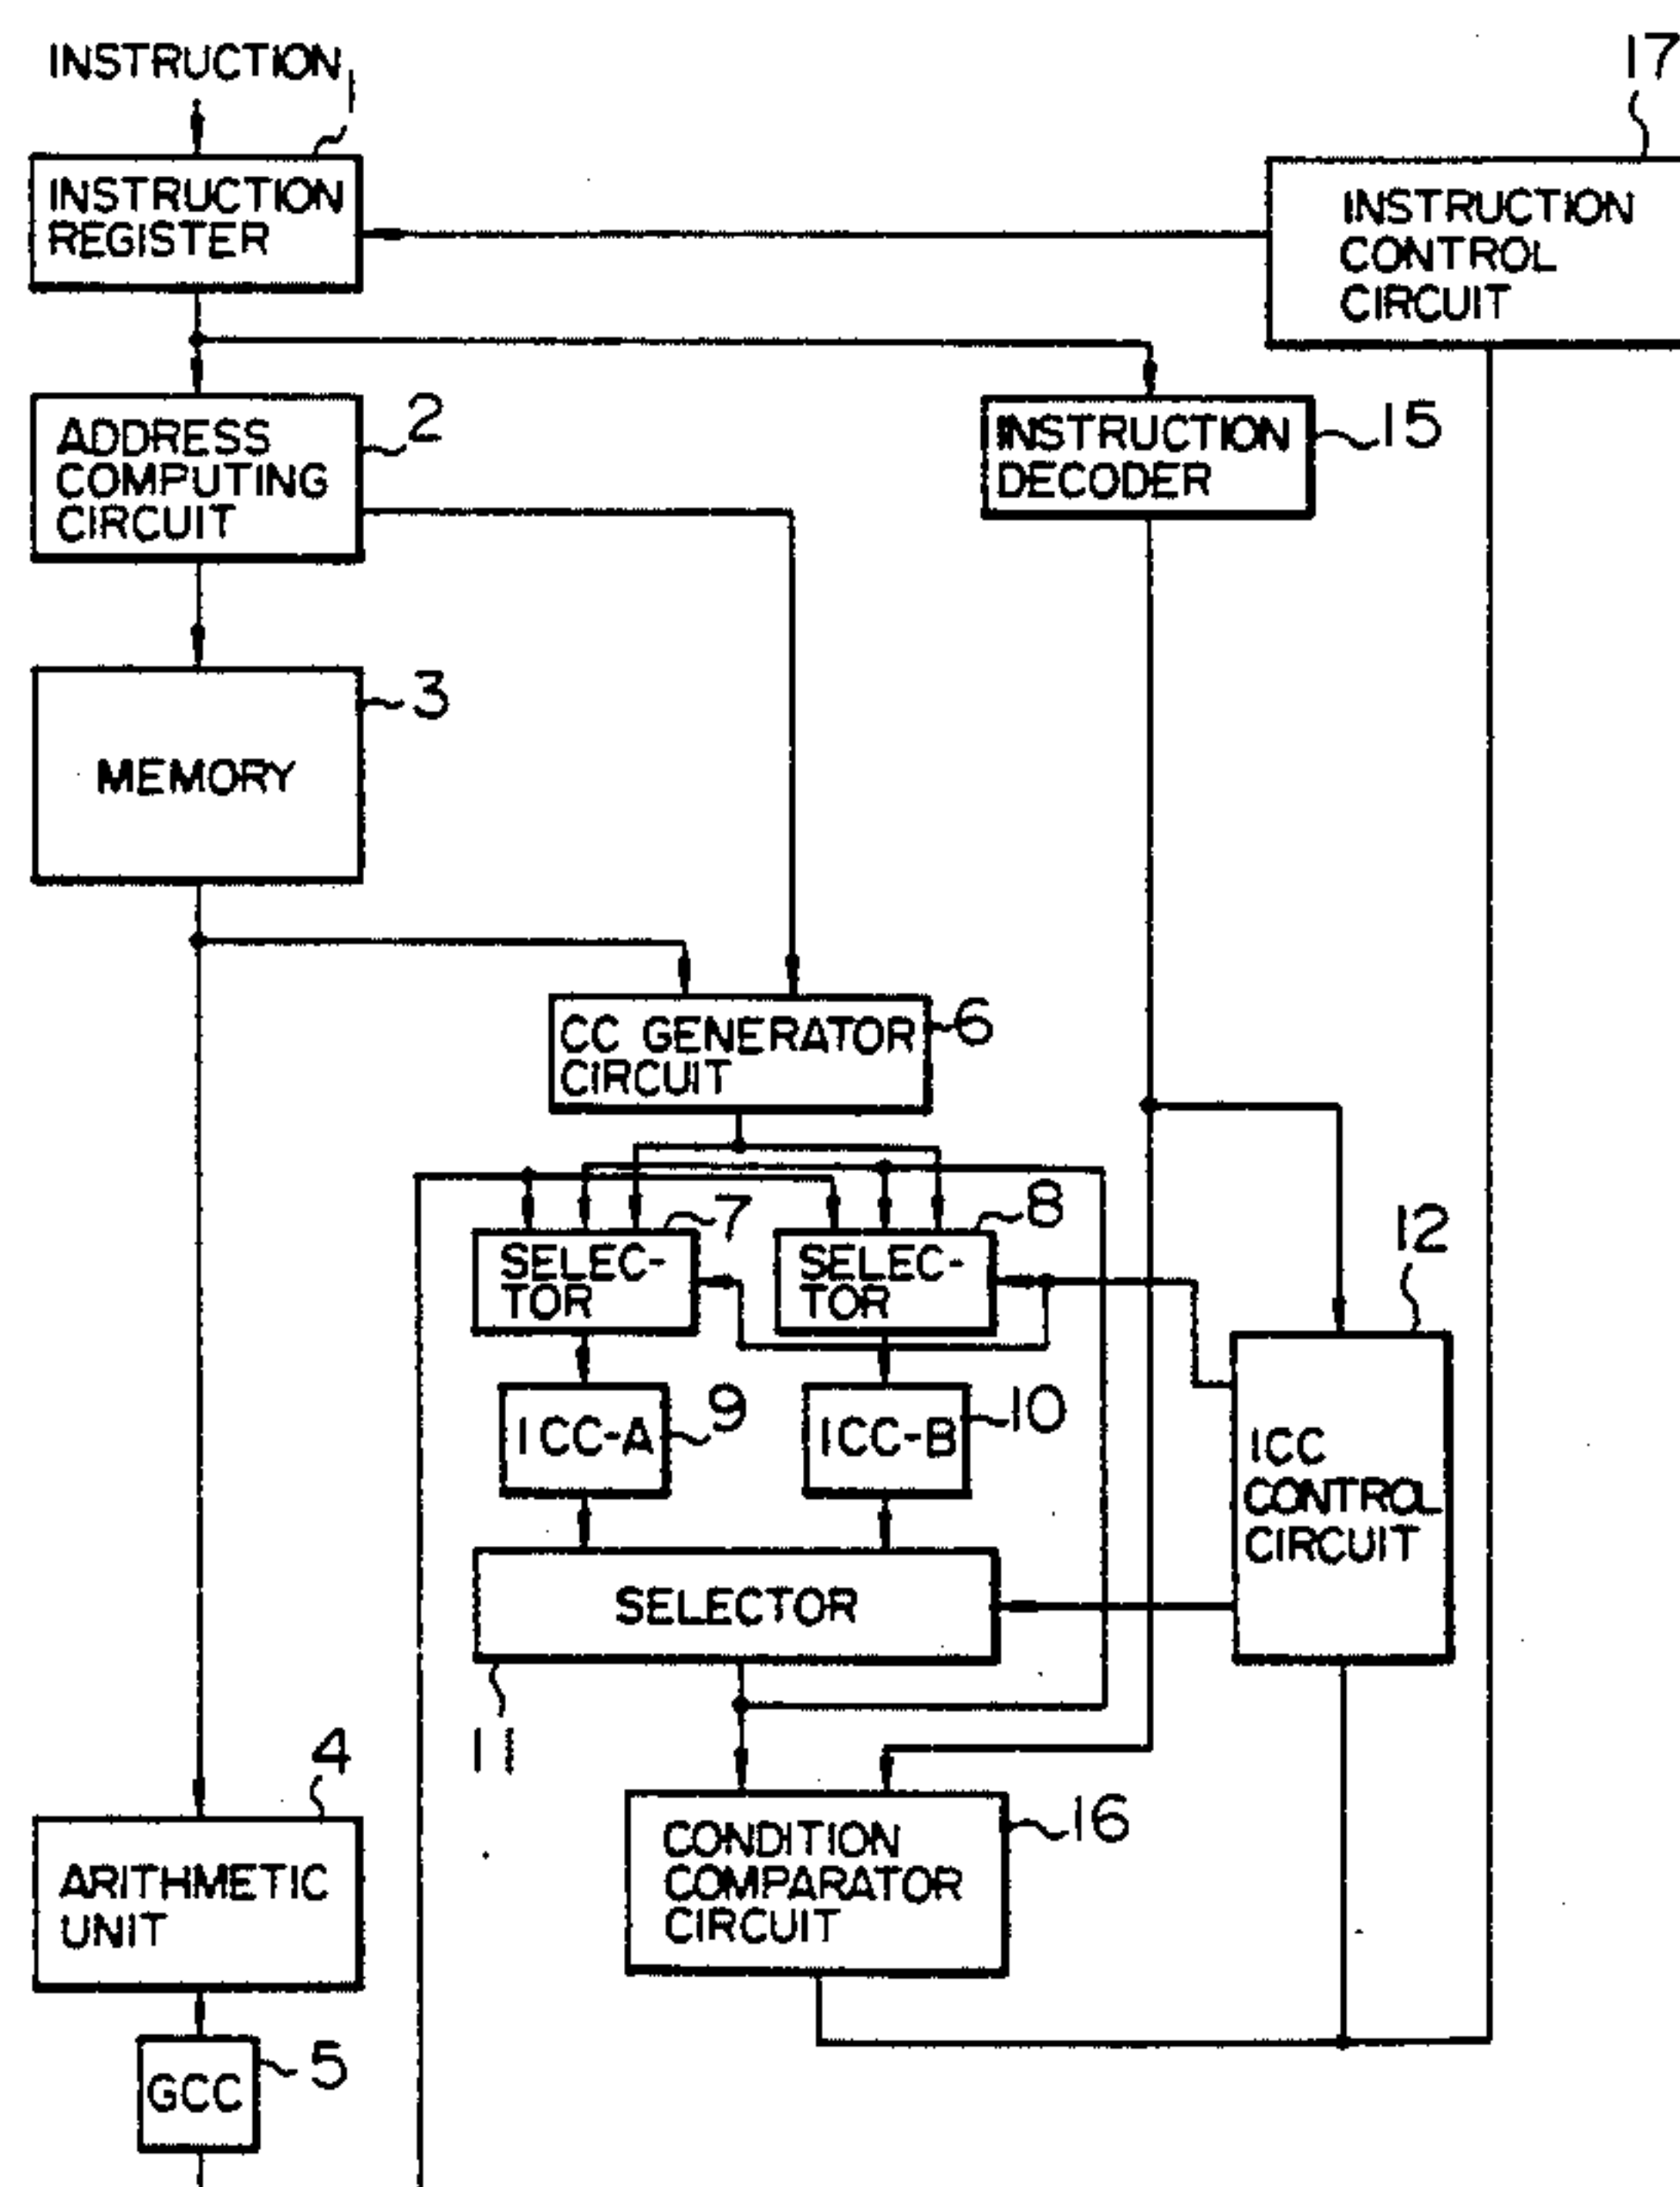 INSTRUCTION
1
17
INSTRUCTION
REGISTER
INSTRUCTION
CONTROL
CIRCUIT
ADDRESS
COMPUTING
CIRCUIT
2
INSTRUCTION
DECODER
15
3
MEMORY
CC GENERATOR
CIRCUIT
6
7
8
12
SELEC-
TOR
SELEC-
TOR
9
10
ICC-A
ICC-B
ICC
CONTROL
CIRCUIT
SELECTOR
11
4
16
ARITHMETIC
UNIT
CONDITION
COMPARATOR
CIRCUIT
5
GCC